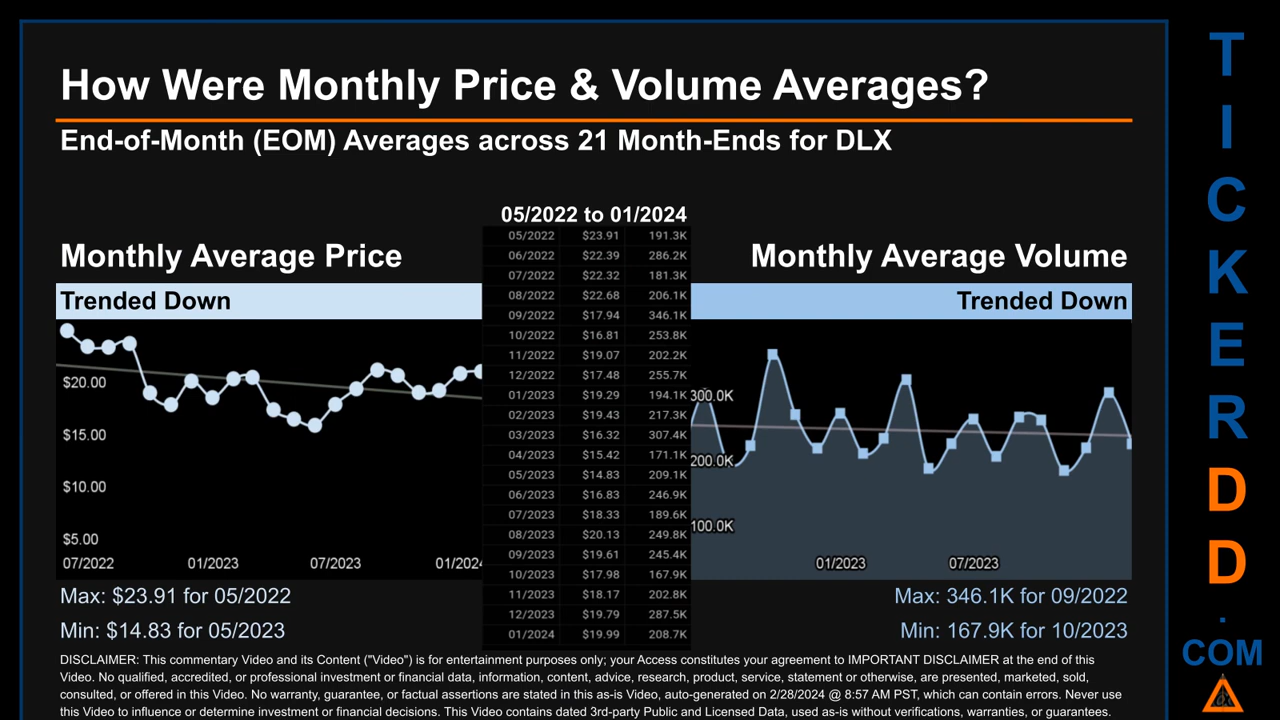 How Were Monthly Price & Volume Averages?
End-of-Month (EOM) Averages across 21 Month-Ends for DLX
05/2022 to 01/2024
05/2022 $23.91 191.3K
06/2022 $22.39 286.2K
07/2022 $22.32 181.3K
08/2022 $22.68 206.1K
09/2022 $17.94 346.1K
10/2022 $16.81 253.8K
11/2022 $19.07 202.2K
12/2022 $17.48 255.7K
01/2023 $19.29 194.1K
02/2023 $19.43 217.3K
03/2023 $16.32 307.4K
04/2023 $15.42 171.1K
05/2023 $14.83 209.1K
06/2023 $16.83 246.9K
07/2023 $18.33 189.6K
08/2023 $20.13 249.8K
09/2023 $19.61 245.4K
10/2023 $17.98 167.9K
11/2023 $18.17 202.8K
12/2023 $19.79 287.5K
01/2024 $19.99 208.7K
Monthly Average Price
Trended Down
$20.00
$15.00
$10.00
$5.00
07/2022 01/2023 07/2023 01/2024
Max: $23.91 for 05/2022
Min: $14.83 for 05/2023
Monthly Average Volume
Trended Down
300.0K
200.0K
100.0K
01/2023 07/2023
Max: 346.1K for 09/2022
Min: 167.9K for 10/2023
DISCLAIMER: This commentary Video and its Content ("Video") is for entertainment purposes only; your Access constitutes your agreement to IMPORTANT DISCLAIMER at the end of this
Video. No qualified, accredited, or professional investment or financial data, information, content, advice, research, product, service, statement or otherwise, are presented, marketed, sold,
consulted, or offered in this Video. No warranty, guarantee, or factual assertions are stated in this as-is Video, auto-generated on 2/28/2024 @ 8:57 AM PST, which can contain errors. Never use
this Video to influence or determine investment or financial decisions. This Video contains dated 3rd-party Public and Licensed Data, used as-is without verifications, warranties, or guarantees.
T
I
C
K
E
R
D
D
.
COM